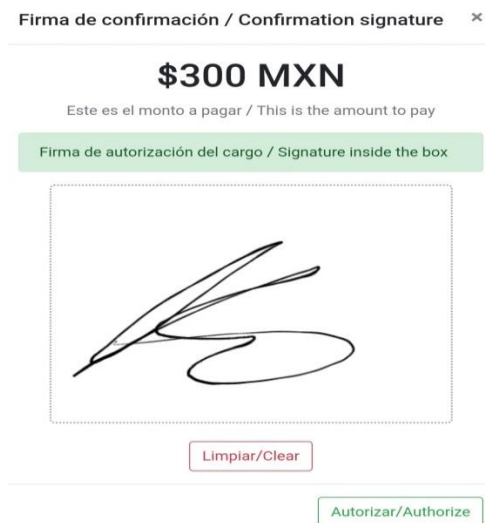 Firma de confirmación / Confirmation signature ×
$300 MXN
Este es el monto a pagar / This is the amount to pay
Firma de autorización del cargo / Signature inside the box
Limpiar/Clear
Autorizar/Authorize